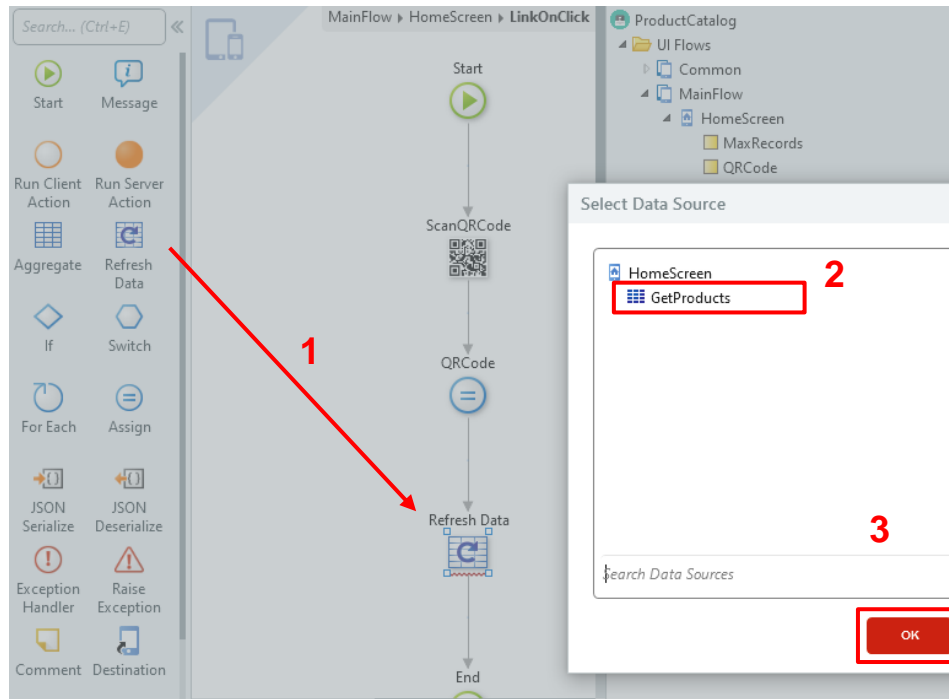 Search... (Ctrl+E)
Start
Message
Run Client
Action
Run Server
Action
Aggregate
Refresh
Data
If
Switch
For Each
Assign
JSON
Serialize
JSON
Deserialize
Exception
Handler
Raise
Exception
Comment
Destination
MainFlow HomeScreen LinkOnClick
Start
ScanQRCode
QRCode
Refresh Data
End
1
ProductCatalog
UI Flows
Common
MainFlow
HomeScreen
MaxRecords
QRCode
Select Data Source
HomeScreen
GetProducts
2
3
Search Data Sources
OK